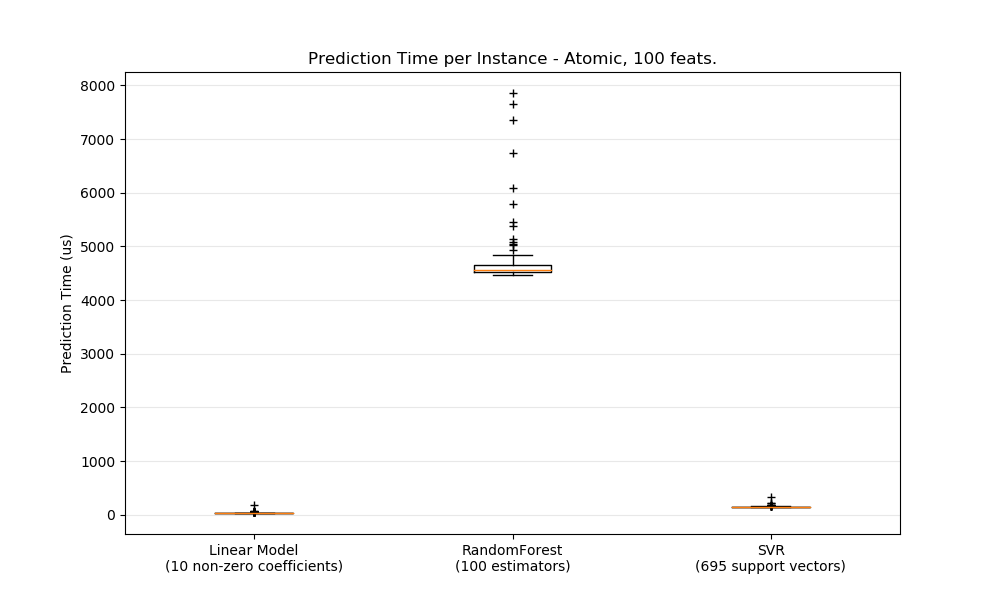 Prediction Time per Instance - Atomic, 100 feats.
Prediction Time (us)
8000
7000
6000
5000
4000
3000
2000
1000
0
Linear Model
(10 non-zero coefficients)
RandomForest
(100 estimators)
SVR
(695 support vectors)